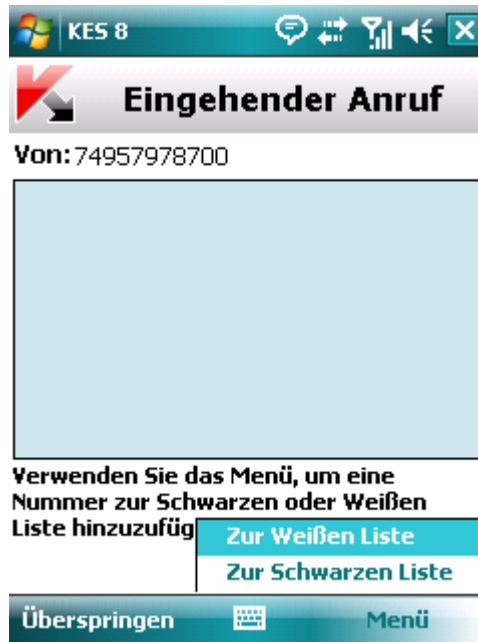 KES 8
Eingehender Anruf
Von: 74957978700
Verwenden Sie das Menü, um eine
Nummer zur Schwarzen oder Weißen
Liste hinzuzufüg
Zur Weißen Liste
Zur Schwarzen Liste
Überspringen Menü